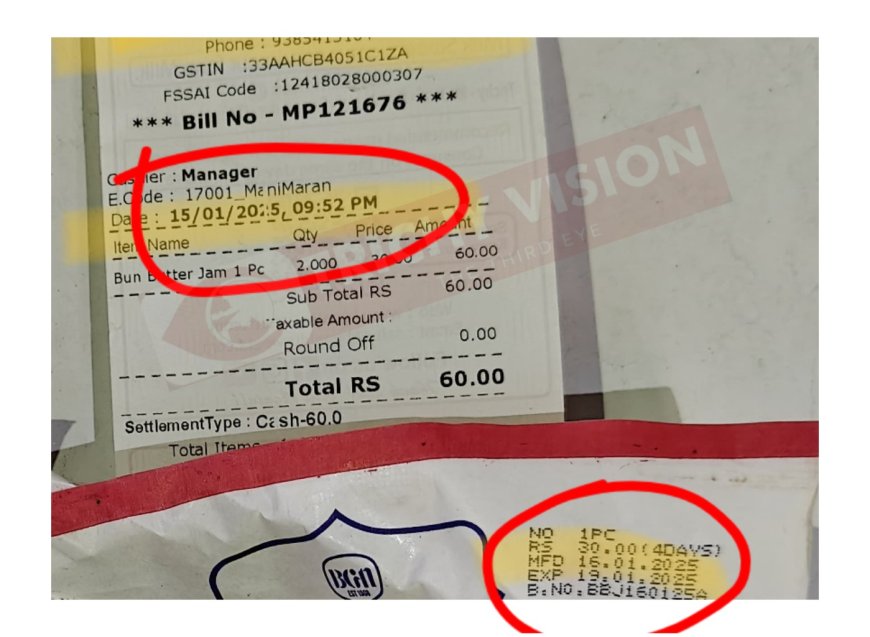 Phone :
GSTIN :33AAHCB4051C1ZA
FSSAI Code :12418028000307
*** Bill No - MP121676 ***
Cashier : Manager
E.Code : 17001_ManiMaran
Date : 15/01/2025, 09:52 PM
Item Name Qty Price Amount
Bun Butter Jam 1 Pc 2.000 30.00 60.00
Sub Total RS 60.00
Taxable Amount :
Round Off 0.00
Total RS 60.00
SettlementType : Cash-60.0
Total Items
VISION
THIRD EYE
BGN
NO 1PC
RS 30.00(4DAYS)
MFD 16.01.2025
EXP 19.01.2025
B.NO.BBJ160125A